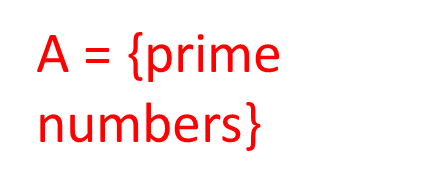 A = {prime
numbers}